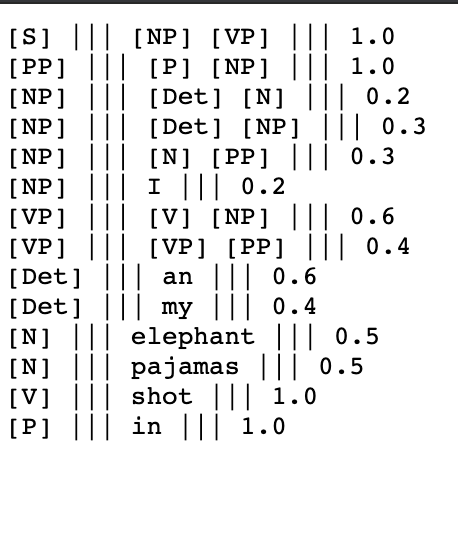 [S] ||| [NP] [VP] ||| 1.0
[PP] ||| [P] [NP] ||| 1.0
[NP] ||| [Det] [N] ||| 0.2
[NP] ||| [Det] [NP] ||| 0.3
[NP] ||| [N] [PP] ||| 0.3
[NP] ||| I ||| 0.2
[VP] ||| [V] [NP] ||| 0.6
[VP] ||| [VP] [PP] ||| 0.4
[Det] ||| an ||| 0.6
[Det] ||| my ||| 0.4
[N] ||| elephant ||| 0.5
[N] ||| pajamas ||| 0.5
[V] ||| shot ||| 1.0
[P] ||| in ||| 1.0